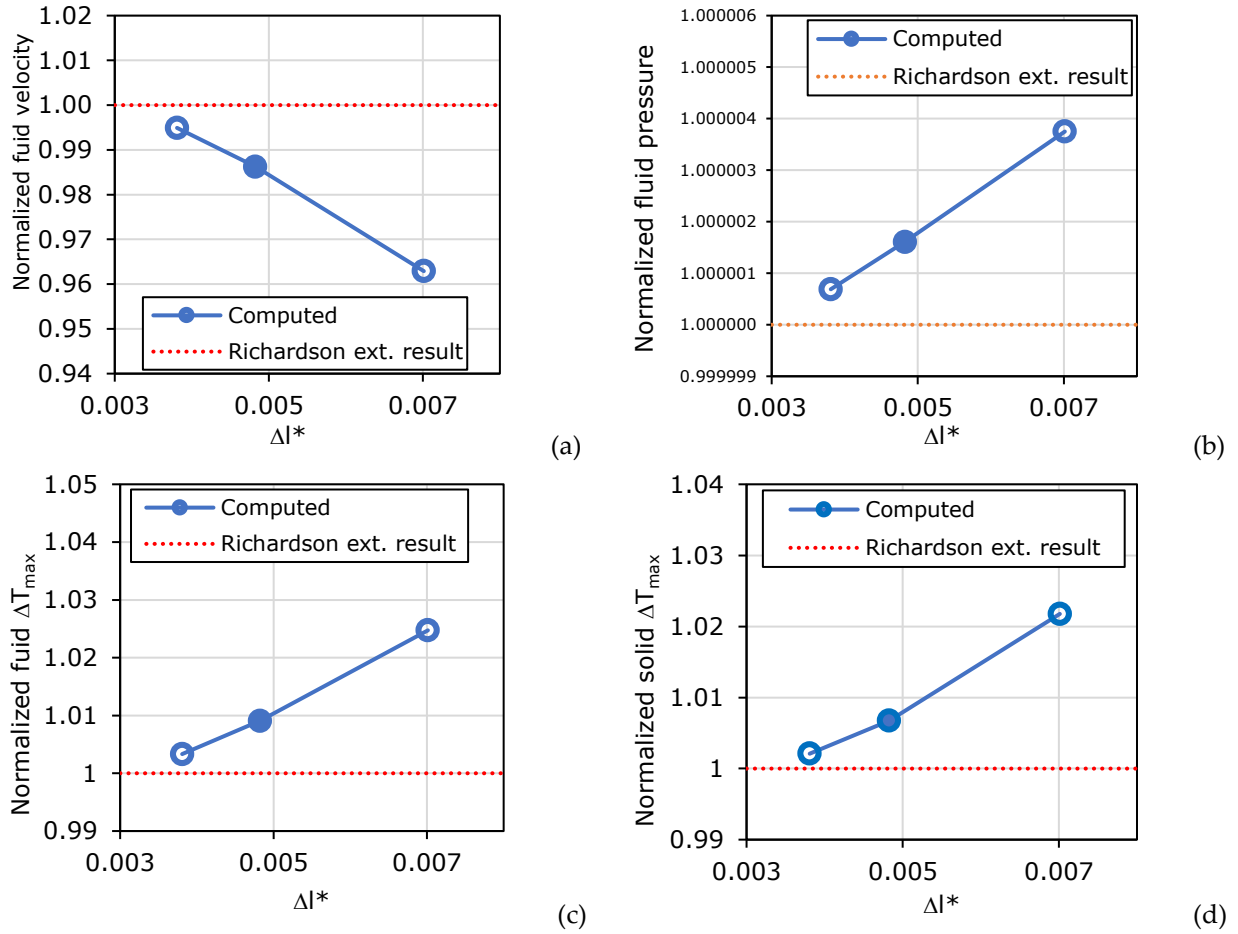 Normalized fuid velocity
1.02
1.01
1.00
0.99
0.98
0.97
0.96
0.95
0.94
Computed
Richardson ext. result
0.003
0.005
0.007
Δl*
(a)
Normalized fluid pressure
1.000006
1.000005
1.000004
1.000003
1.000002
1.000001
1.000000
0.999999
Computed
Richardson ext. result
0.003
0.005
0.007
Δl*
(b)
Normalized fuid ΔTmax
1.05
1.04
1.03
1.02
1.01
1
0.99
Computed
Richardson ext. result
0.003
0.005
0.007
Δl*
(c)
Normalized solid ΔTmax
1.04
1.03
1.02
1.01
1
0.99
Computed
Richardson ext. result
0.003
0.005
0.007
Δl*
(d)